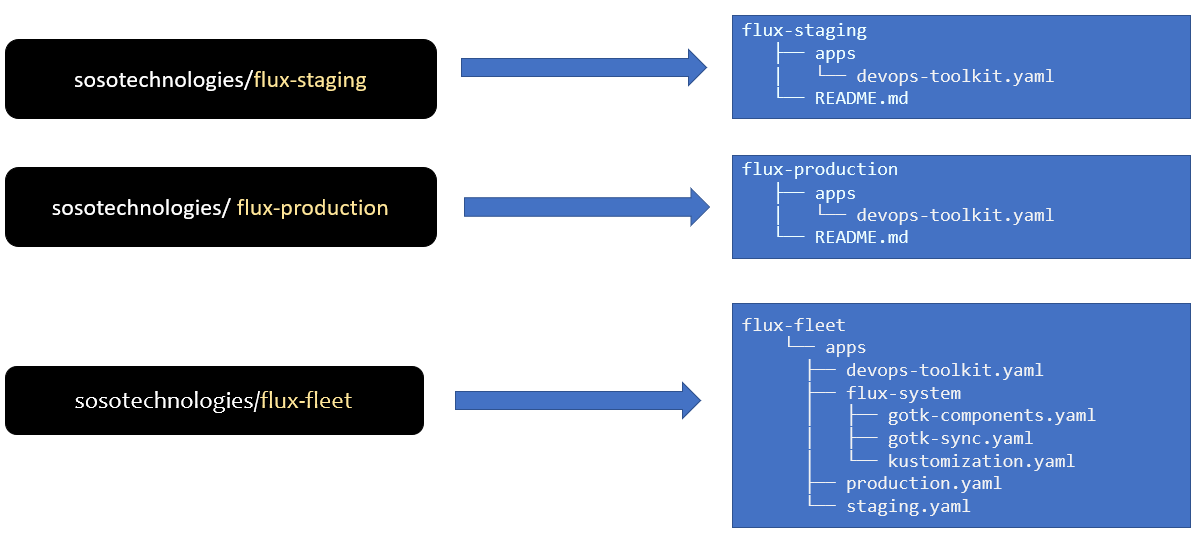 sosotechnologies/flux-staging
flux-staging
├── apps
│   └── devops-toolkit.yaml
└── README.md
sosotechnologies/ flux-production
flux-production
├── apps
│   └── devops-toolkit.yaml
└── README.md
sosotechnologies/flux-fleet
flux-fleet
└── apps
├── devops-toolkit.yaml
├── flux-system
│   ├── gotk-components.yaml
│   ├── gotk-sync.yaml
│   └── kustomization.yaml
├── production.yaml
└── staging.yaml